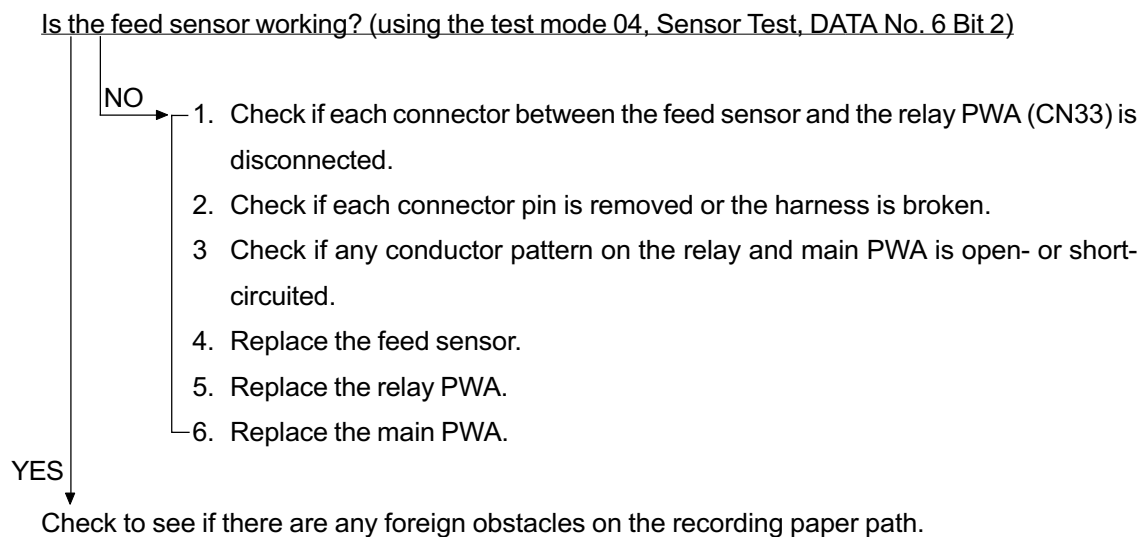 Is the feed sensor working? (using the test mode 04, Sensor Test, DATA No. 6 Bit 2)
NO
1. Check if each connector between the feed sensor and the relay PWA (CN33) is
disconnected.
2. Check if each connector pin is removed or the harness is broken.
3 Check if any conductor pattern on the relay and main PWA is open- or short-
circuited.
4. Replace the feed sensor.
5. Replace the relay PWA.
6. Replace the main PWA.
YES
Check to see if there are any foreign obstacles on the recording paper path.